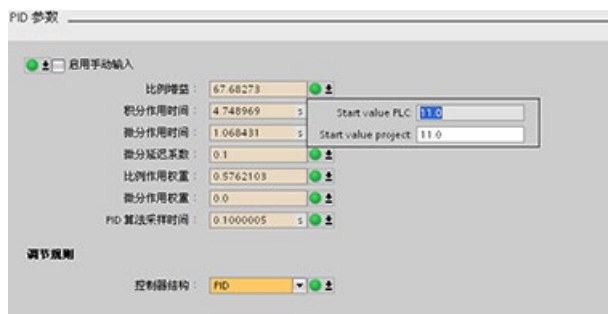 PID 参数
启用手动输入
比例增益： 67.68273
积分作用时间： 4.748969 s
Start value PLC 11.0
微分作用时间： 1.068431 s
Start value project 11.0
微分延迟系数： 0.1
比例作用权重： 0.5762103
微分作用权重： 0.0
PID 算法采样时间： 0.1000005 s
调节规则
控制器结构： PID